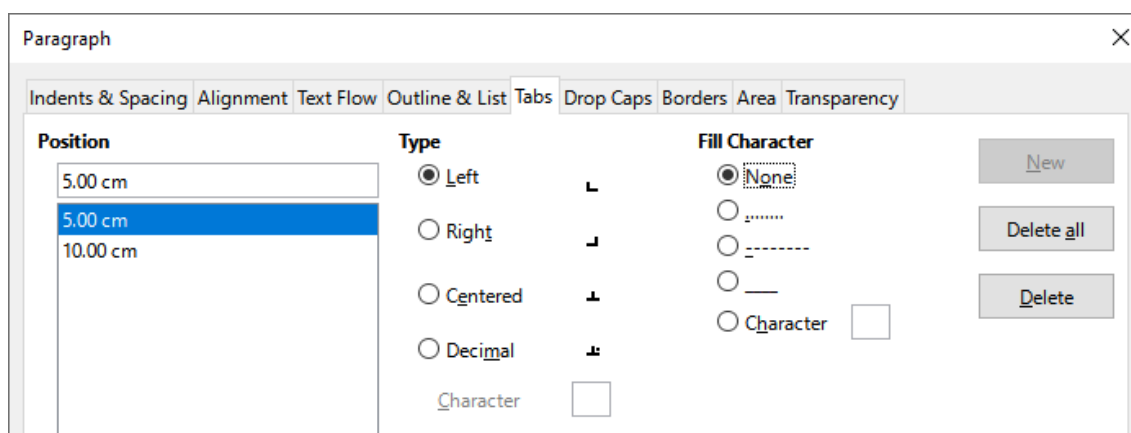 Paragraph
Indents & Spacing Alignment Text Flow Outline & List Tabs Drop Caps Borders Area Transparency
Position
5.00 cm
5.00 cm
10.00 cm
Type
Left
Right
Centered
Decimal
Character
Fill Character
None
........
--------
___
Character
New
Delete all
Delete